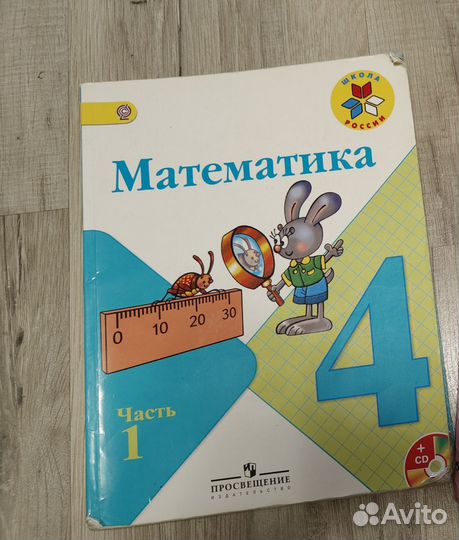 ШКОЛА
РОССИИ
Математика
0 10 20 30
4
Часть
1
+
CD
ПРОСВЕЩЕНИЕ
ИЗДАТЕЛЬСТВО
Avito